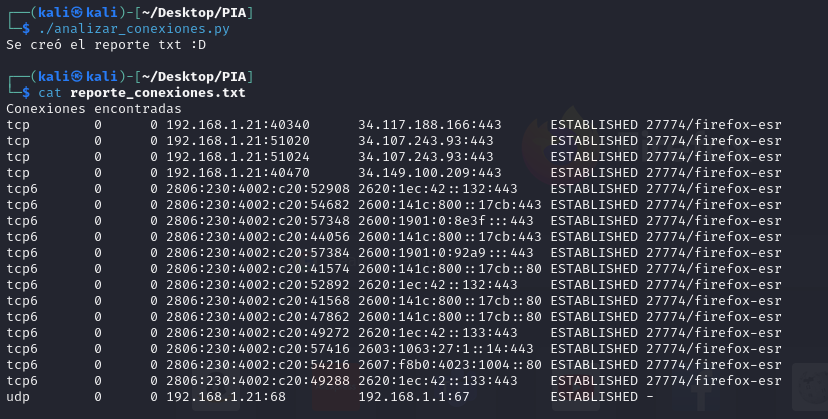 ┌──(kali㉿kali)-[~/Desktop/PIA]
└─$ ./analizar_conexiones.py
Se creó el reporte txt :D
┌──(kali㉿kali)-[~/Desktop/PIA]
└─$ cat reporte_conexiones.txt
Conexiones encontradas
tcp        0      0 192.168.1.21:40340      34.117.188.166:443      ESTABLISHED 27774/firefox-esr
tcp        0      0 192.168.1.21:51020      34.107.243.93:443       ESTABLISHED 27774/firefox-esr
tcp        0      0 192.168.1.21:51024      34.107.243.93:443       ESTABLISHED 27774/firefox-esr
tcp        0      0 192.168.1.21:40470      34.149.100.209:443      ESTABLISHED 27774/firefox-esr
tcp6       0      0 2806:230:4002:c20:52908 2620:1ec:42::132:443    ESTABLISHED 27774/firefox-esr
tcp6       0      0 2806:230:4002:c20:54682 2600:141c:800::17cb:443 ESTABLISHED 27774/firefox-esr
tcp6       0      0 2806:230:4002:c20:57348 2600:1901:0:8e3f:::443  ESTABLISHED 27774/firefox-esr
tcp6       0      0 2806:230:4002:c20:44056 2600:141c:800::17cb:443 ESTABLISHED 27774/firefox-esr
tcp6       0      0 2806:230:4002:c20:57384 2600:1901:0:92a9:::443  ESTABLISHED 27774/firefox-esr
tcp6       0      0 2806:230:4002:c20:41574 2600:141c:800::17cb::80 ESTABLISHED 27774/firefox-esr
tcp6       0      0 2806:230:4002:c20:52892 2620:1ec:42::132:443    ESTABLISHED 27774/firefox-esr
tcp6       0      0 2806:230:4002:c20:41568 2600:141c:800::17cb::80 ESTABLISHED 27774/firefox-esr
tcp6       0      0 2806:230:4002:c20:47862 2600:141c:800::17cb::80 ESTABLISHED 27774/firefox-esr
tcp6       0      0 2806:230:4002:c20:49272 2620:1ec:42::133:443    ESTABLISHED 27774/firefox-esr
tcp6       0      0 2806:230:4002:c20:57416 2603:1063:27:1::14:443  ESTABLISHED 27774/firefox-esr
tcp6       0      0 2806:230:4002:c20:54216 2607:f8b0:4023:1004::80 ESTABLISHED 27774/firefox-esr
tcp6       0      0 2806:230:4002:c20:49288 2620:1ec:42::133:443    ESTABLISHED 27774/firefox-esr
udp        0      0 192.168.1.21:68         192.168.1.1:67          ESTABLISHED -